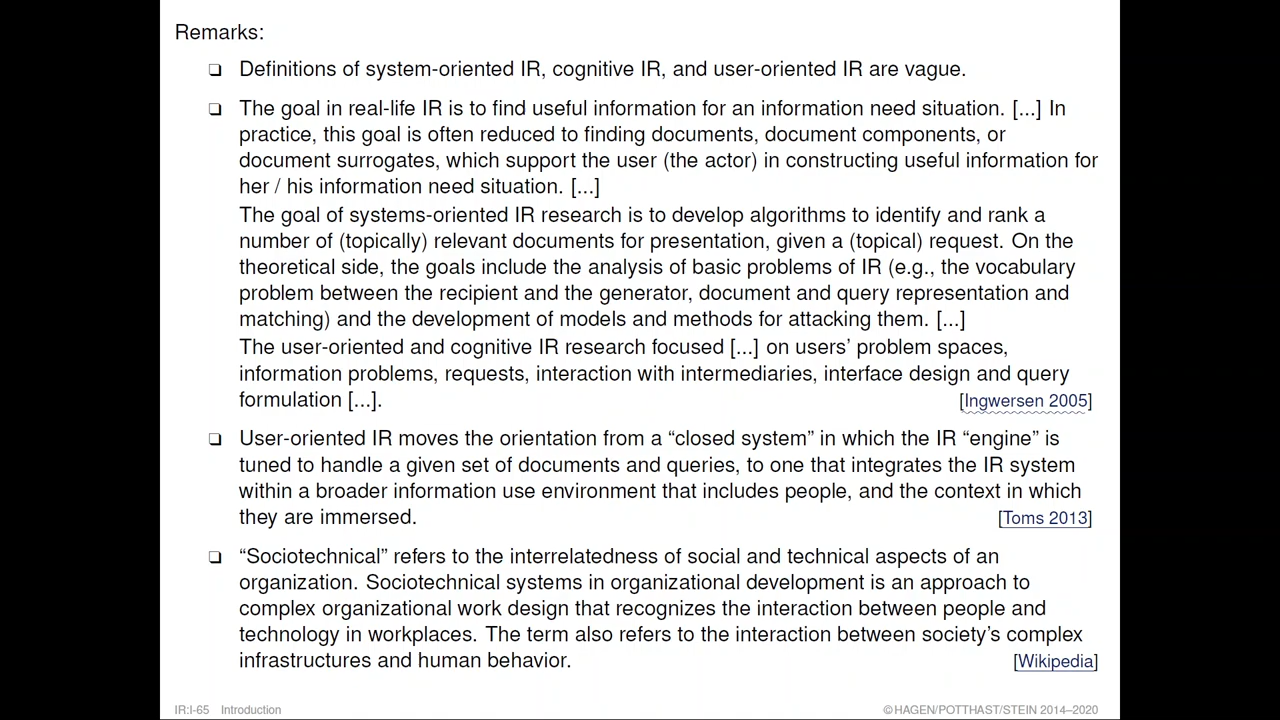 Remarks:
❑ Definitions of system-oriented IR, cognitive IR, and user-oriented IR are vague.
❑ The goal in real-life IR is to find useful information for an information need situation. [...] In
practice, this goal is often reduced to finding documents, document components, or
document surrogates, which support the user (the actor) in constructing useful information for
her / his information need situation. [...]
The goal of systems-oriented IR research is to develop algorithms to identify and rank a
number of (topically) relevant documents for presentation, given a (topical) request. On the
theoretical side, the goals include the analysis of basic problems of IR (e.g., the vocabulary
problem between the recipient and the generator, document and query representation and
matching) and the development of models and methods for attacking them. [...]
The user-oriented and cognitive IR research focused [...] on users’ problem spaces,
information problems, requests, interaction with intermediaries, interface design and query
formulation [...]. [Ingwersen 2005]
❑ User-oriented IR moves the orientation from a “closed system” in which the IR “engine” is
tuned to handle a given set of documents and queries, to one that integrates the IR system
within a broader information use environment that includes people, and the context in which
they are immersed. [Toms 2013]
❑ “Sociotechnical” refers to the interrelatedness of social and technical aspects of an
organization. Sociotechnical systems in organizational development is an approach to
complex organizational work design that recognizes the interaction between people and
technology in workplaces. The term also refers to the interaction between society’s complex
infrastructures and human behavior. [Wikipedia]
IR:I-65 Introduction ©HAGEN/POTTHAST/STEIN 2014–2020